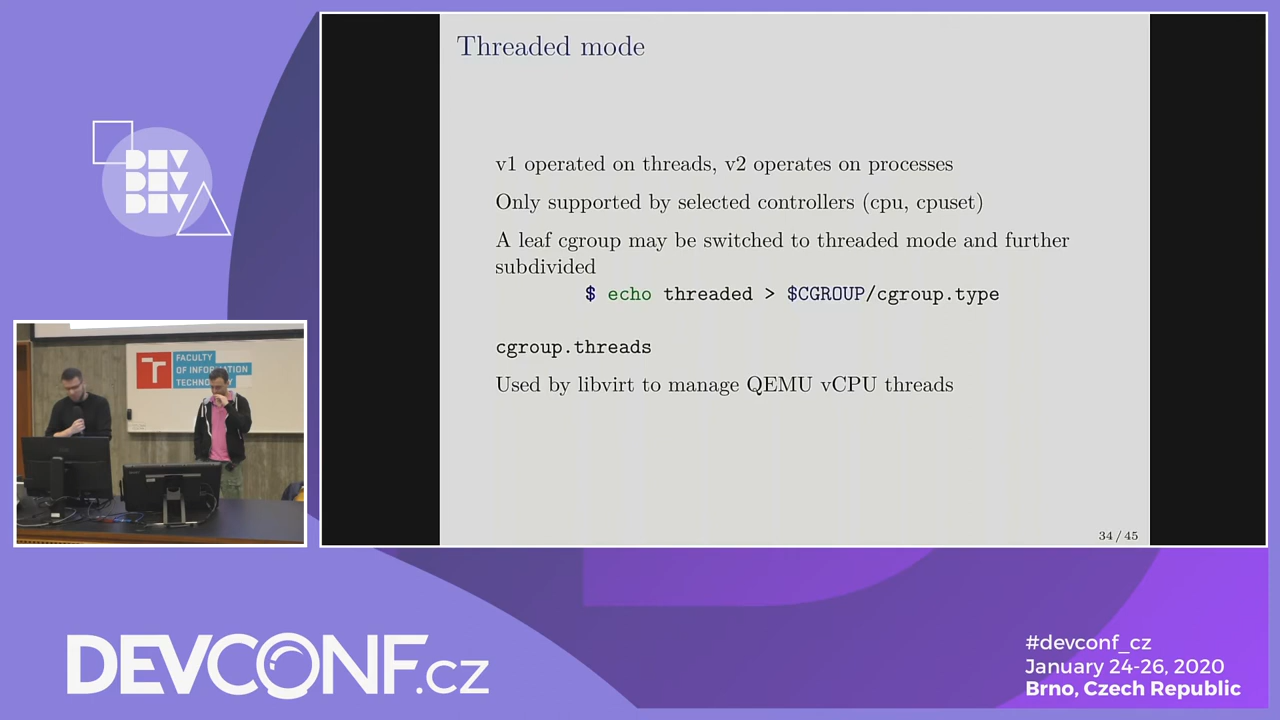 DEV
DEV
DEV
Threaded mode
v1 operated on threads, v2 operates on processes
Only supported by selected controllers (cpu, cpuset)
A leaf cgroup may be switched to threaded mode and further
subdivided
$ echo threaded > $CGROUP/cgroup.type
cgroup.threads
Used by libvirt to manage QEMU vCPU threads
34 / 45
FACULTY
OF INFORMATION
TECHNOLOGY
DEVCONF.cz
#devconf_cz
January 24-26, 2020
Brno, Czech Republic